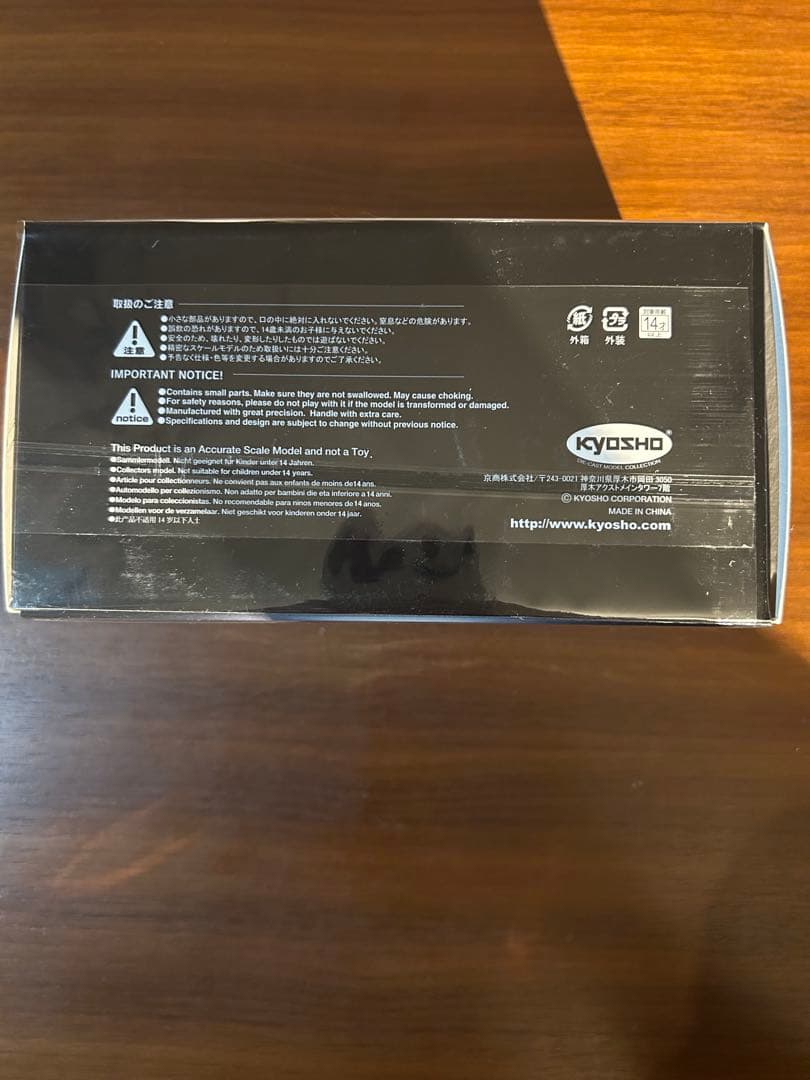 取扱のご注意
注意
●小さな部品がありますので、口の中に絶対に入れないでください。窒息などの危険があります。
●誤飲の恐れがありますので、14歳未満のお子様に与えないでください。
●安全のため、壊れたり、変形したりしたものでは遊ばないでください。
●精密なスケールモデルのため取扱いには十分ご注意ください。
●予告なく仕様・色等を変更する場合がありますのでご了承ください。
IMPORTANT NOTICE!
notice
●Contains small parts. Make sure they are not swallowed. May cause choking.
●For safety reasons, please do not play with it if the model is transformed or damaged.
●Manufactured with great precision. Handle with extra care.
●Specifications and design are subject to change without previous notice.
This Product is an Accurate Scale Model and not a Toy.
●Sammlermodell. Nicht geeignet für Kinder unter 14 Jahren.
●Collectors model. Not suitable for children under 14 years.
●Article pour collectionneurs. Ne convient pas aux enfants de moins de14 ans.
●Automodello per collezionismo. Non adatto per bambini die eta inferiore a 14 anni.
●Modelo para coleccionistas. No recomendable para ninos menores de 14 anos.
●Modellen voor de verzamelaar. Niet geschikt voor kinderen onder 14 jaar.
●此产品不适用 14 岁以下人士
紙
外箱
プラ
外装
対象年齢
14才
以上
KYOSHO
DIE-CAST MODEL COLLECTION
京商株式会社/〒243-0021 神奈川県厚木市岡田 3050
厚木アクストメインタワー7階
© KYOSHO CORPORATION
MADE IN CHINA
http://www.kyosho.com